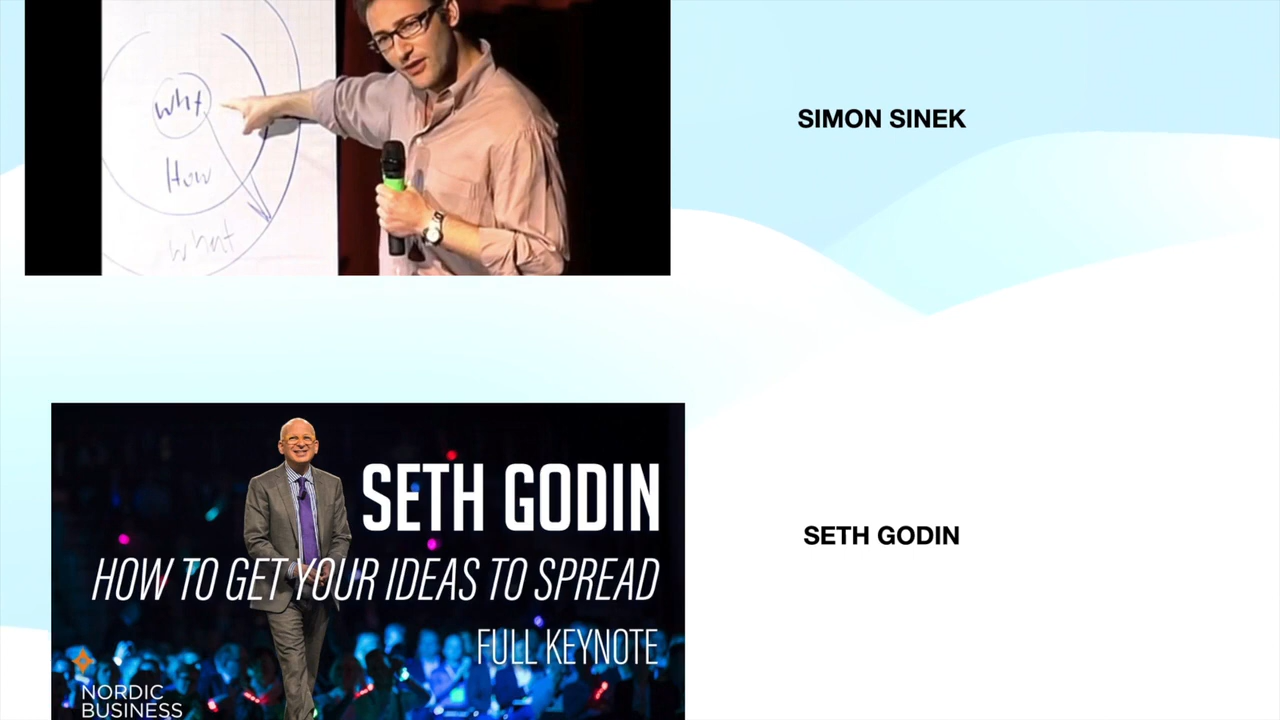 why
How
what
SIMON SINEK
SETH GODIN
HOW TO GET YOUR IDEAS TO SPREAD
FULL KEYNOTE
NORDIC
BUSINESS
SETH GODIN